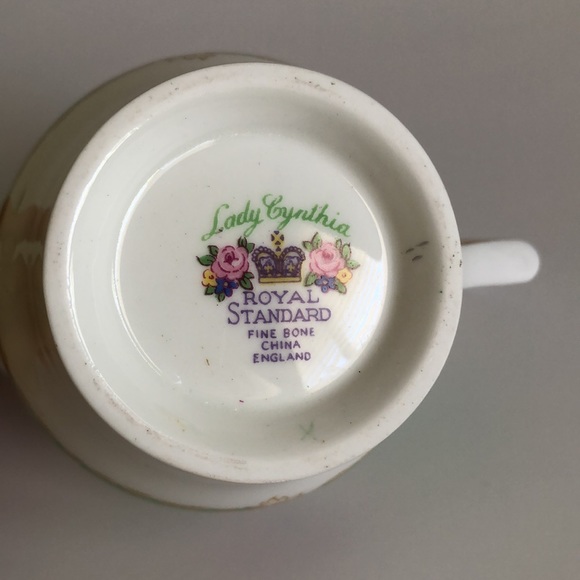 Lady Cynthia
ROYAL
STANDARD
FINE BONE
CHINA
ENGLAND
X